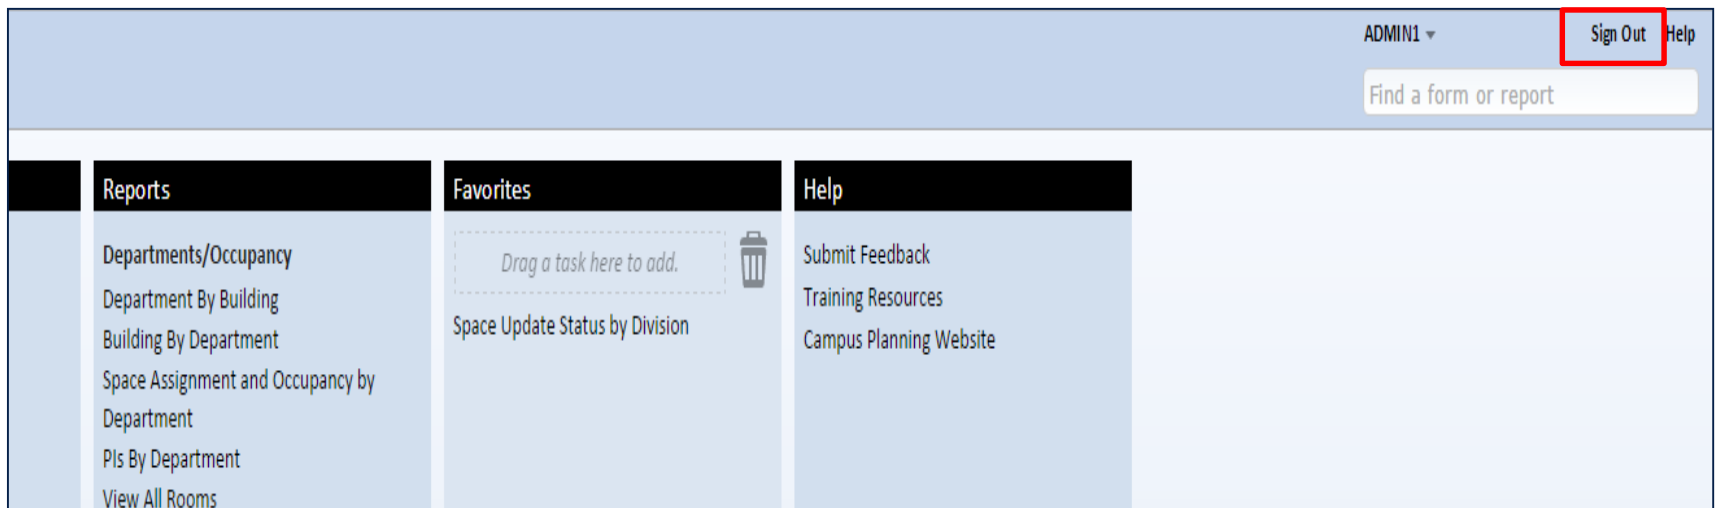 ADMIN1 Sign Out Help
Find a form or report
Reports
Departments/Occupancy
Department By Building
Building By Department
Space Assignment and Occupancy by
Department
PIs By Department
View All Rooms
Favorites
Drag a task here to add.
Space Update Status by Division
Help
Submit Feedback
Training Resources
Campus Planning Website